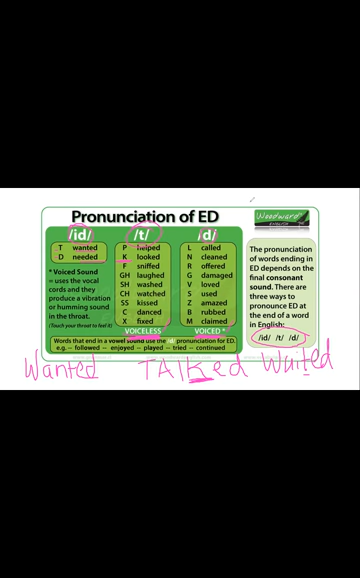 Pronunciation of ED
Woodward
ENGLISH
/id/ /t/ /d/
T wanted
D needed
P helped
K looked
F sniffed
GH laughed
SH washed
CH watched
SS kissed
C danced
X fixed
VOICELESS
L called
N cleaned
R offered
G damaged
V loved
S used
Z amazed
B rubbed
M claimed
VOICED *
* Voiced Sound
= uses the vocal
cords and they
produce a vibration
or humming sound
in the throat.
(Touch your throat to feel it)
Words that end in a vowel sound use the /d/ pronunciation for ED.
e.g. - followed - enjoyed - played - tried - continued
The pronunciation
of words ending in
ED depends on the
final consonant
sound. There are
three ways to
pronounce ED at
the end of a word
in English:
/id/ /t/ /d/
Wanted TAlKed Waited